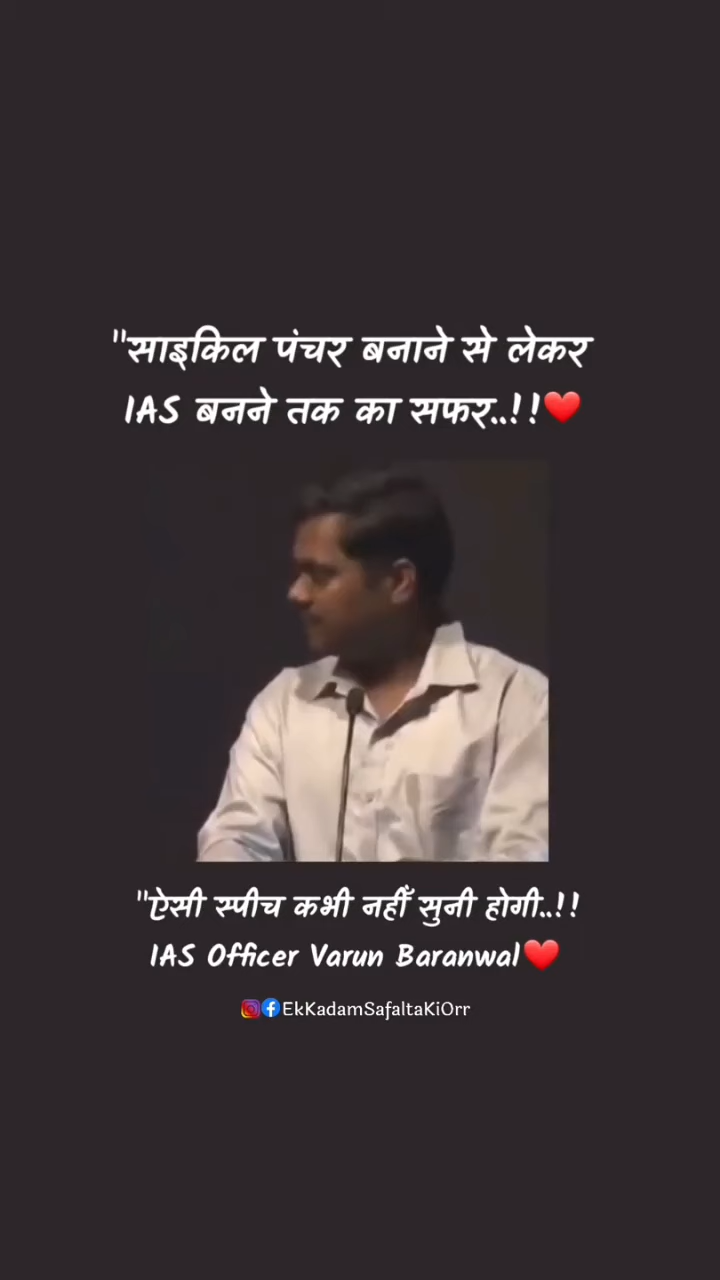 "साइकिल पंचर बनाने से लेकर
IAS बनने तक का सफर..!!❤️
"ऐसी स्पीच कभी नहीं सुनी होगी..!!
IAS Officer Varun Baranwal❤️
EkKadamSafaltaKiOrr